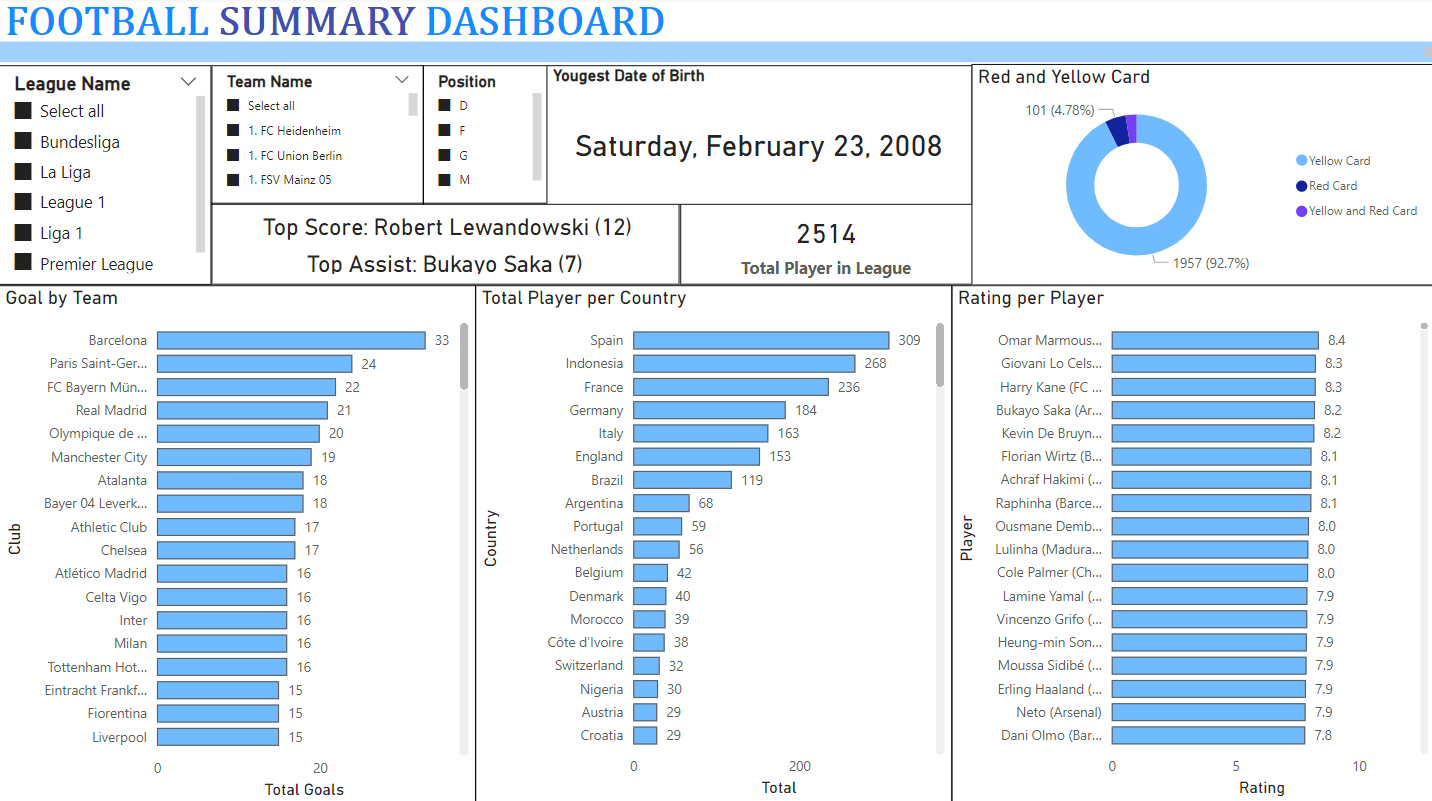 FOOTBALL SUMMARY DASHBOARD
League Name
Select all
Bundesliga
La Liga
League 1
Liga 1
Premier League
Team Name
Select all
1. FC Heidenheim
1. FC Union Berlin
1. FSV Mainz 05
Position
D
F
G
M
Yougest Date of Birth
Saturday, February 23, 2008
Top Score: Robert Lewandowski (12)
Top Assist: Bukayo Saka (7)
2514
Total Player in League
Red and Yellow Card
101 (4.78%)
1957 (92.7%)
Yellow Card
Red Card
Yellow and Red Card
Goal by Team
Club
Barcelona 33
Paris Saint-Ger... 24
FC Bayern Mün... 22
Real Madrid 21
Olympique de ... 20
Manchester City 19
Atalanta 18
Bayer 04 Leverk... 18
Athletic Club 17
Chelsea 17
Atlético Madrid 16
Celta Vigo 16
Inter 16
Milan 16
Tottenham Hot... 16
Eintracht Frankf... 15
Fiorentina 15
Liverpool 15
0 20
Total Goals
Total Player per Country
Country
Spain 309
Indonesia 268
France 236
Germany 184
Italy 163
England 153
Brazil 119
Argentina 68
Portugal 59
Netherlands 56
Belgium 42
Denmark 40
Morocco 39
Côte d'Ivoire 38
Switzerland 32
Nigeria 30
Austria 29
Croatia 29
0 200
Total
Rating per Player
Player
Omar Marmous... 8.4
Giovani Lo Cels... 8.3
Harry Kane (FC ... 8.3
Bukayo Saka (Ar... 8.2
Kevin De Bruyn... 8.2
Florian Wirtz (B... 8.1
Achraf Hakimi (... 8.1
Raphinha (Barce... 8.1
Ousmane Demb... 8.0
Lulinha (Madura... 8.0
Cole Palmer (Ch... 8.0
Lamine Yamal (... 7.9
Vincenzo Grifo (... 7.9
Heung-min Son... 7.9
Moussa Sidibé (... 7.9
Erling Haaland (... 7.9
Neto (Arsenal) 7.9
Dani Olmo (Bar... 7.8
0 5 10
Rating